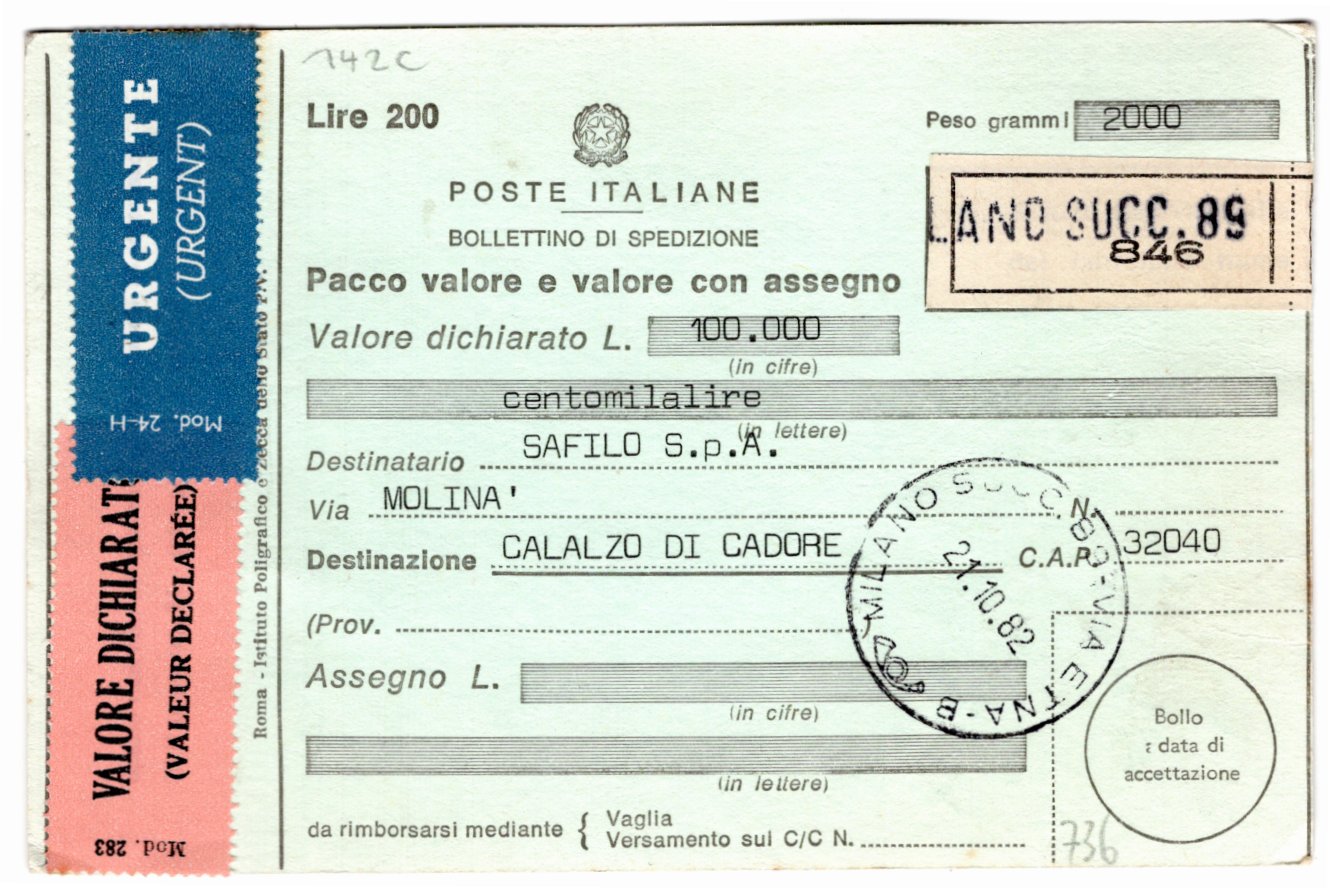 142C
Lire 200
Peso grammi 2000
POSTE ITALIANE
LANO SUCC. 89
846
BOLLETTINO DI SPEDIZIONE
Pacco valore e valore con assegno
Valore dichiarato L. 100.000
(in cifre)
centomilalire
(in lettere)
Destinatario SAFILO S.p.A.
Via MOLINA' N.
Destinazione CALALZO DI CADORE C.A.P. 32040
(Prov.
Assegno L.
(in cifre)
(in lettere)
da rimborsarsi mediante { Vaglia
Versamento sul C/C N.
MILANO SUCC. 89-VIA ETNA-B
21.10.82
Bollo
e data di
accettazione
736
URGENTE
(URGENT)
Mod. 24-H
VALORE DICHIARAT
(VALEUR DECLARÉE)
Mod. 283
Roma - Istituto Poligrafico e Zecca dello Stato P.V.